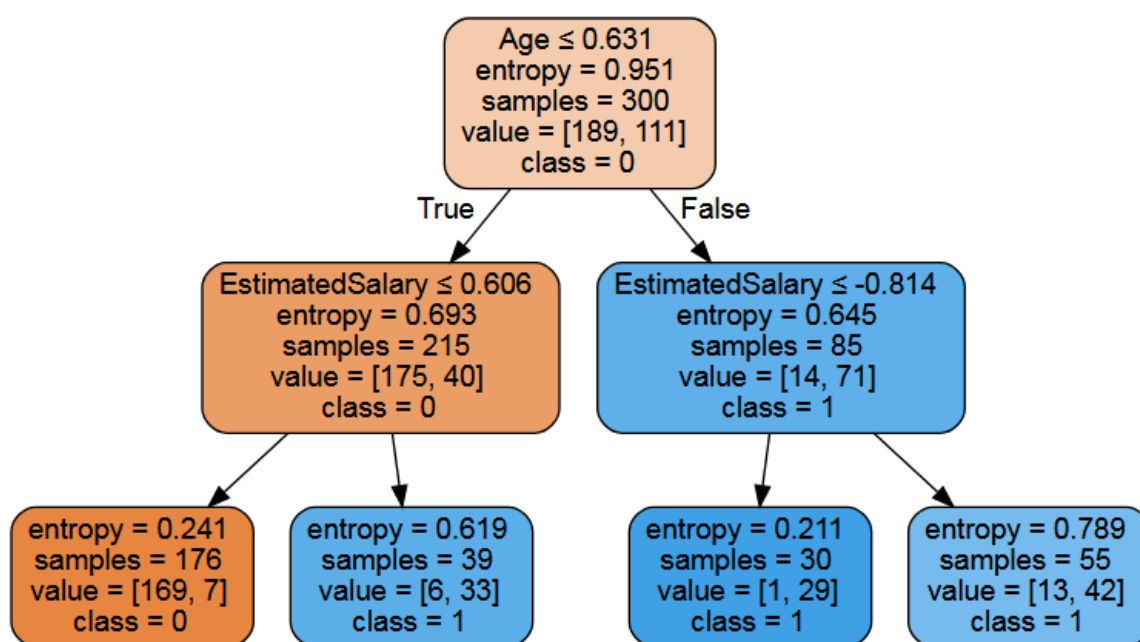 Age ≤ 0.631
entropy = 0.951
samples = 300
value = [189, 111]
class = 0
True
False
EstimatedSalary ≤ 0.606
entropy = 0.693
samples = 215
value = [175, 40]
class = 0
EstimatedSalary ≤ -0.814
entropy = 0.645
samples = 85
value = [14, 71]
class = 1
entropy = 0.241
samples = 176
value = [169, 7]
class = 0
entropy = 0.619
samples = 39
value = [6, 33]
class = 1
entropy = 0.211
samples = 30
value = [1, 29]
class = 1
entropy = 0.789
samples = 55
value = [13, 42]
class = 1